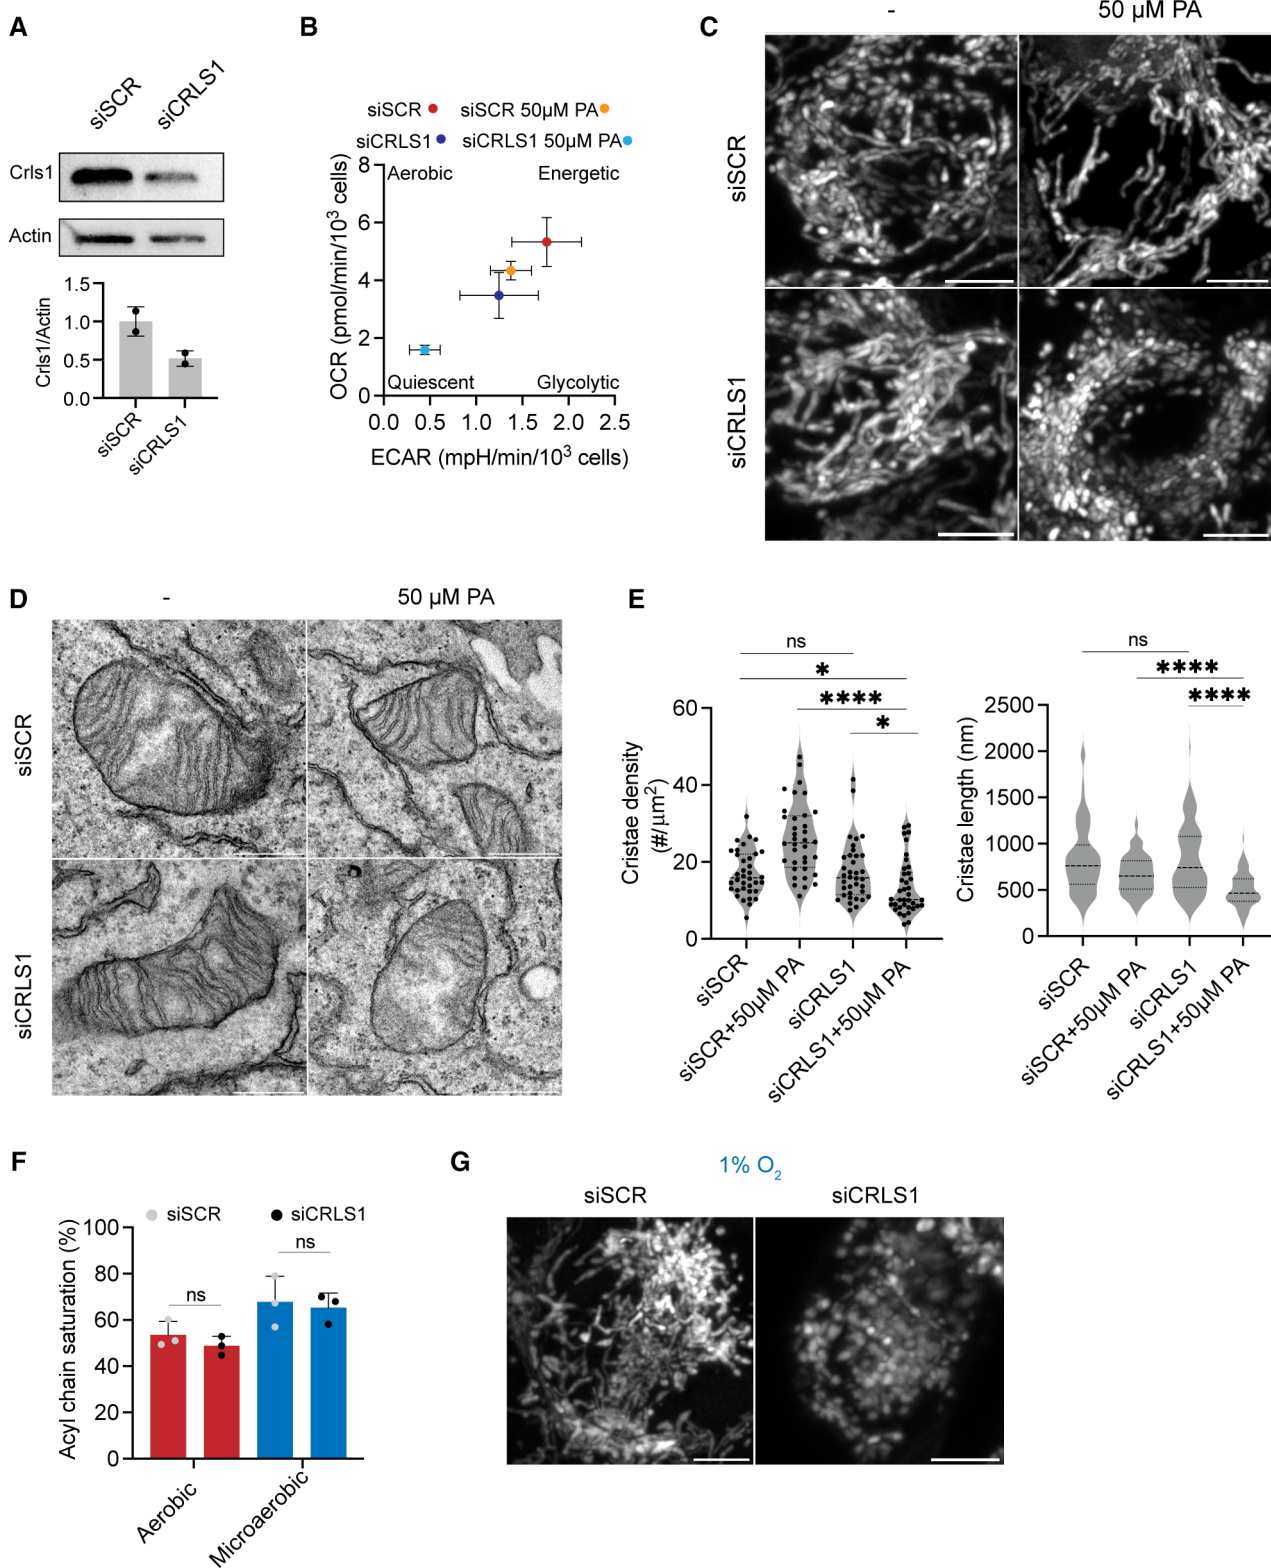 A
siSCR
siCRLS1
Crls1
Actin
Crls1/Actin
1.5
1.0
0.5
0.0
siSCR
siCRLS1
B
siSCR
siSCR 50µM PA
siCRLS1
siCRLS1 50µM PA
OCR (pmol/min/10³ cells)
8
6
4
2
0
Aerobic
Energetic
Quiescent
Glycolytic
0.0 0.5 1.0 1.5 2.0 2.5
ECAR (mpH/min/10³ cells)
C
-
50 µM PA
siSCR
siCRLS1
D
-
50 µM PA
siSCR
siCRLS1
E
ns
*
****
*
Cristae density
(#/µm²)
60
40
20
0
siSCR
siSCR+50µM PA
siCRLS1
siCRLS1+50µM PA
ns
****
****
Cristae length (nm)
2500
2000
1500
1000
500
0
siSCR
siSCR+50µM PA
siCRLS1
siCRLS1+50µM PA
F
siSCR
siCRLS1
Acyl chain saturation (%)
100
80
60
40
20
0
ns
ns
Aerobic
Microaerobic
G
1% O₂
siSCR
siCRLS1